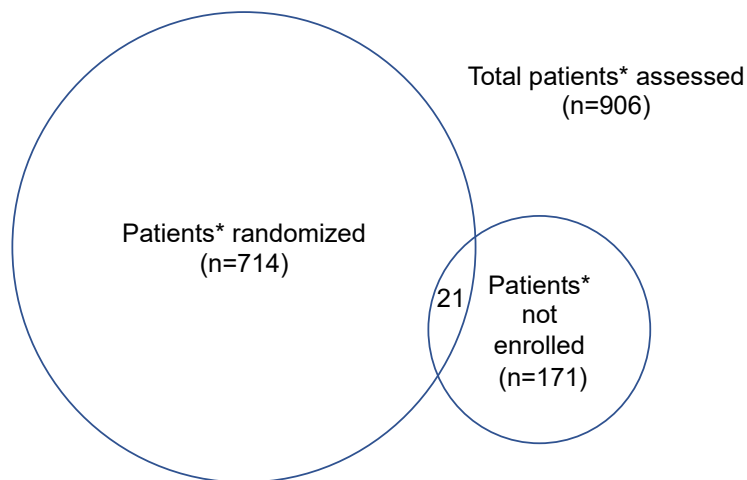 Total patients* assessed
(n=906)
Patients* randomized
(n=714)
21
Patients*
not
enrolled
(n=171)